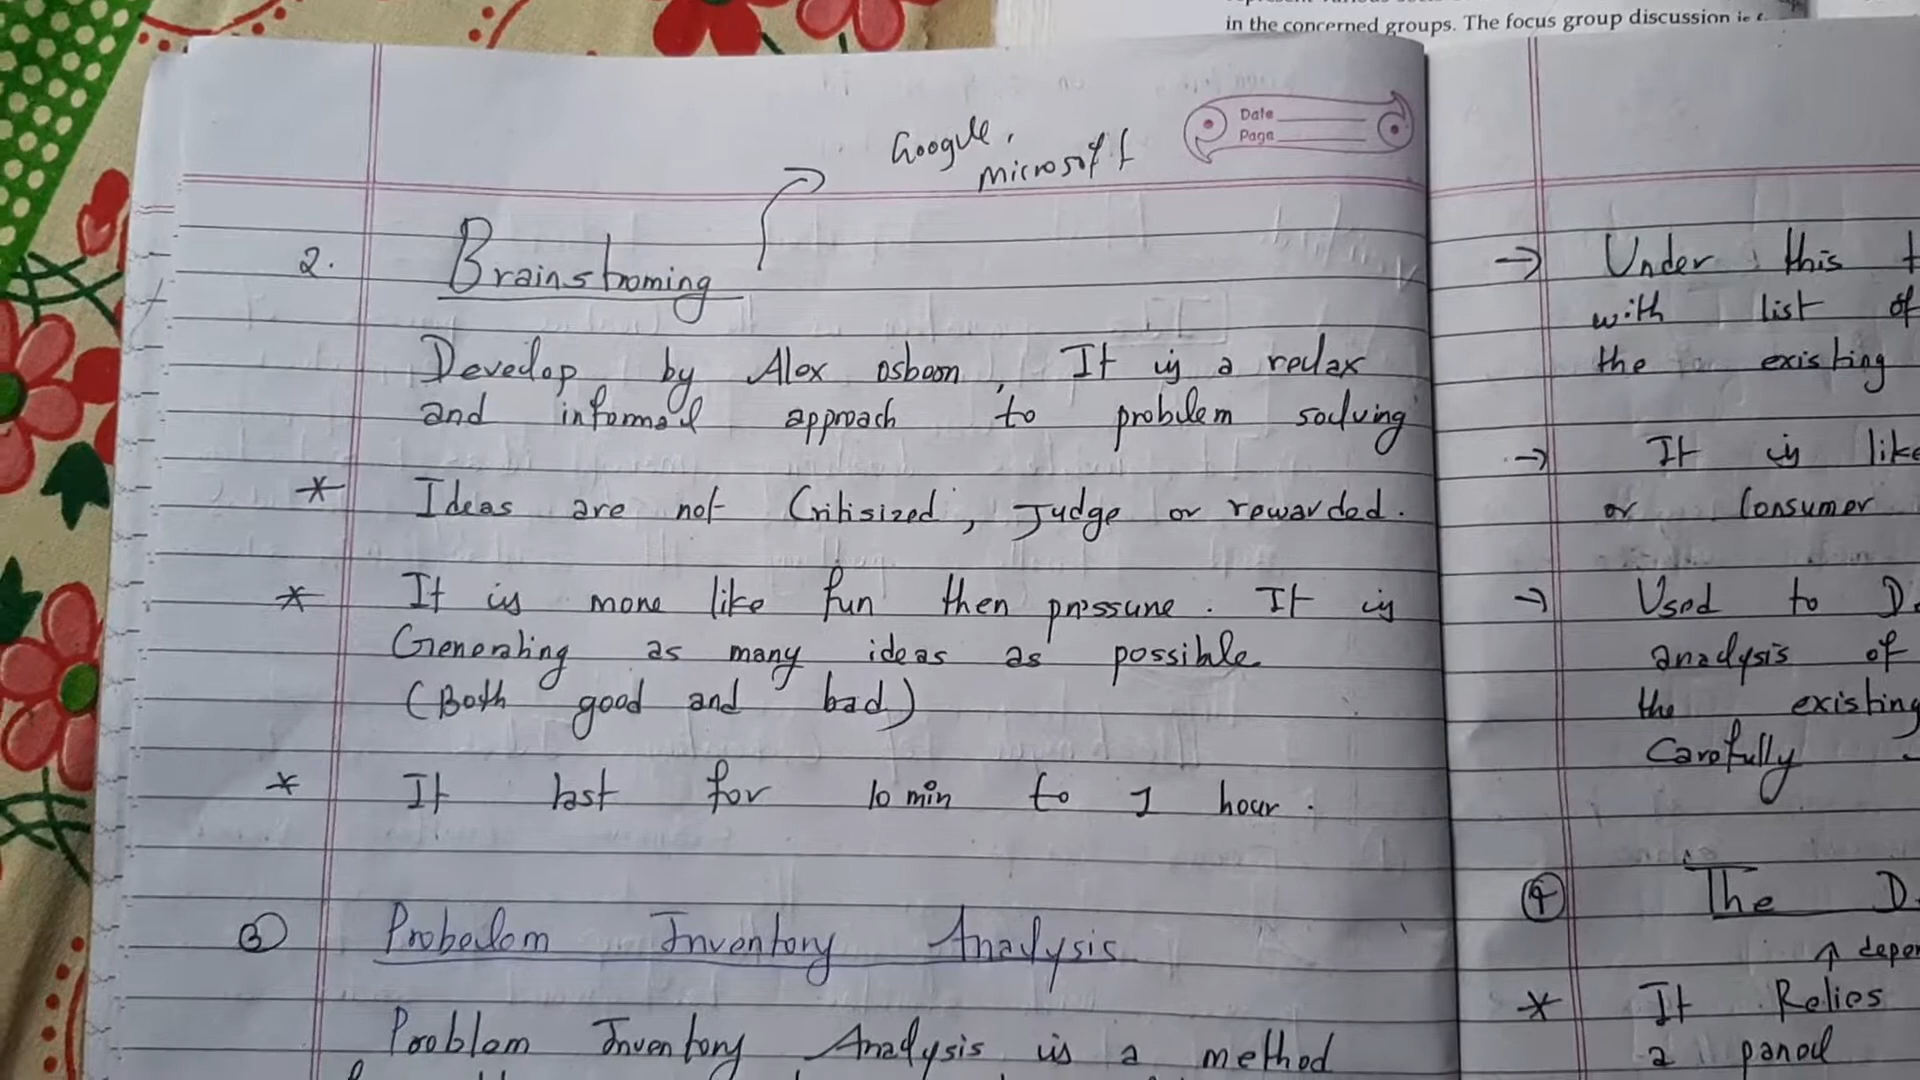 in the concerned groups. The focus group discussion is
Date
Page
Google,
microsoft
2. Brainstroming
Develop by Alex osboon, It is a relax
and informal approach to problem solving
* Ideas are not Critisized, Judge or rewarded.
* It is more like fun then pressure. It is
Generating as many ideas as possible
(Both good and bad)
* It last for 10 min to 1 hour.
③ Probelem Inventory Analysis
Problem Inventory Analysis is a method
→ Under this
with list of
the existing
→ It is like
or Consumer
→ Used to
analysis of
the existing
Carefully
④ The D
↑ depen
* It Relies
a panel